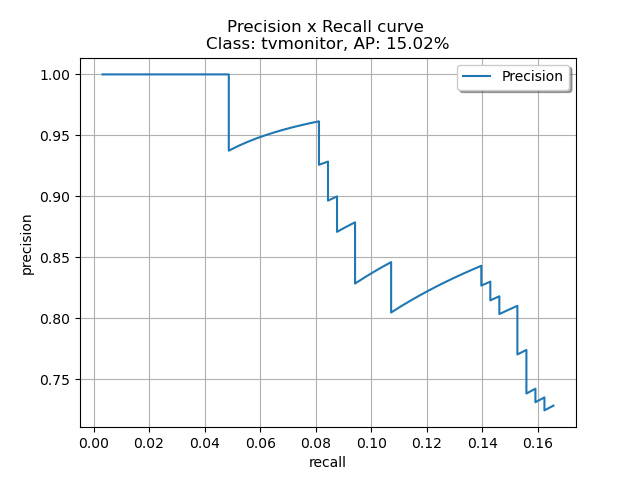 Precision x Recall curve
Class: tvmonitor, AP: 15.02%
Precision
1.00
0.95
0.90
0.85
0.80
0.75
precision
0.00 0.02 0.04 0.06 0.08 0.10 0.12 0.14 0.16
recall